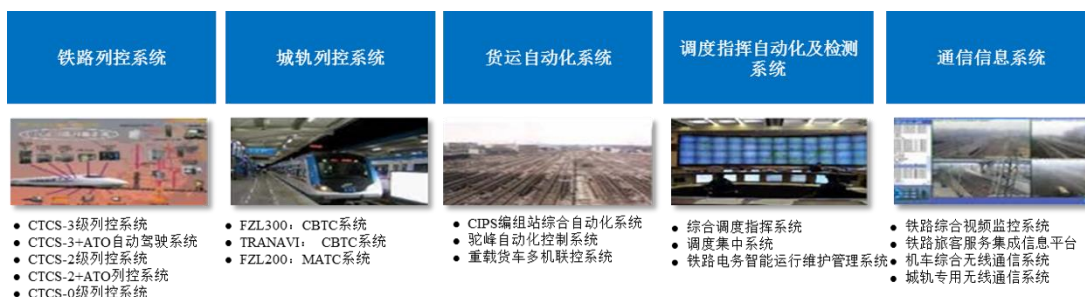 铁路列控系统
城轨列控系统
货运自动化系统
调度指挥自动化及检测
系统
通信信息系统
● CTCS-3级列控系统
● CTCS-3+ATO自动驾驶系统
● CTCS-2级列控系统
● CTCS-2+ATO列控系统
● CTCS-0级列控系统
● FZL300：CBTC系统
● TRANAVI： CBTC系统
● FZL200：MATC系统
● CIPS编组站综合自动化系统
● 驼峰自动化控制系统
● 重载货车多机联控系统
● 综合调度指挥系统
● 调度集中系统
● 铁路电务智能运行维护管理系统
● 铁路综合视频监控系统
● 铁路旅客服务集成信息平台
● 机车综合无线通信系统
● 城轨专用无线通信系统